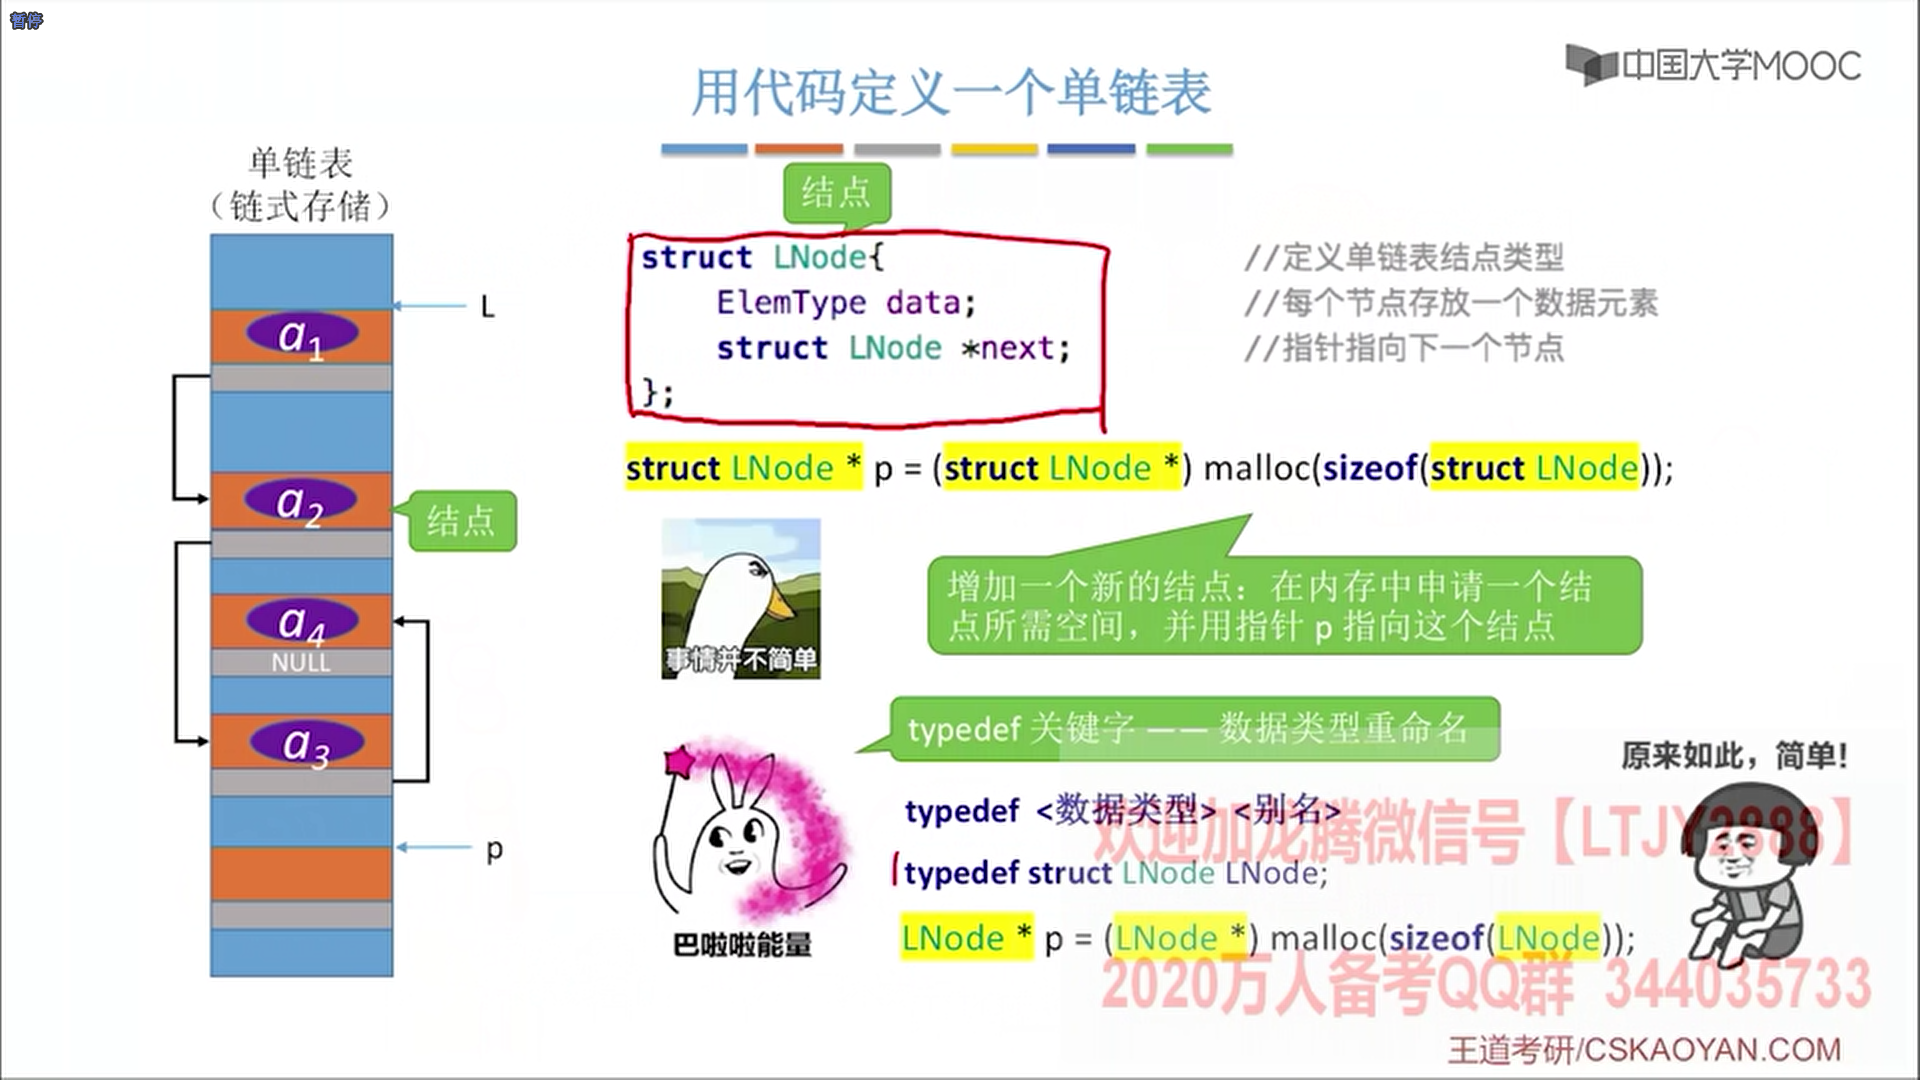 暂停
中国大学MOOC
用代码定义一个单链表
单链表
（链式存储）
L
a1
a2
结点
a4
NULL
a3
p
结点
struct LNode{
ElemType data;
struct LNode *next;
};
//定义单链表结点类型
//每个节点存放一个数据元素
//指针指向下一个节点
struct LNode * p = (struct LNode *) malloc(sizeof(struct LNode));
事情并不简单
增加一个新的结点：在内存中申请一个结
点所需空间，并用指针 p 指向这个结点
typedef 关键字 —— 数据类型重命名
巴啦啦能量
typedef <数据类型> <别名>
typedef struct LNode LNode;
LNode * p = (LNode *) malloc(sizeof(LNode));
原来如此，简单!
欢迎加龙腾微信号【LTJY2888】
2020万人备考QQ群 344035733
王道考研/CSKAOYAN.COM